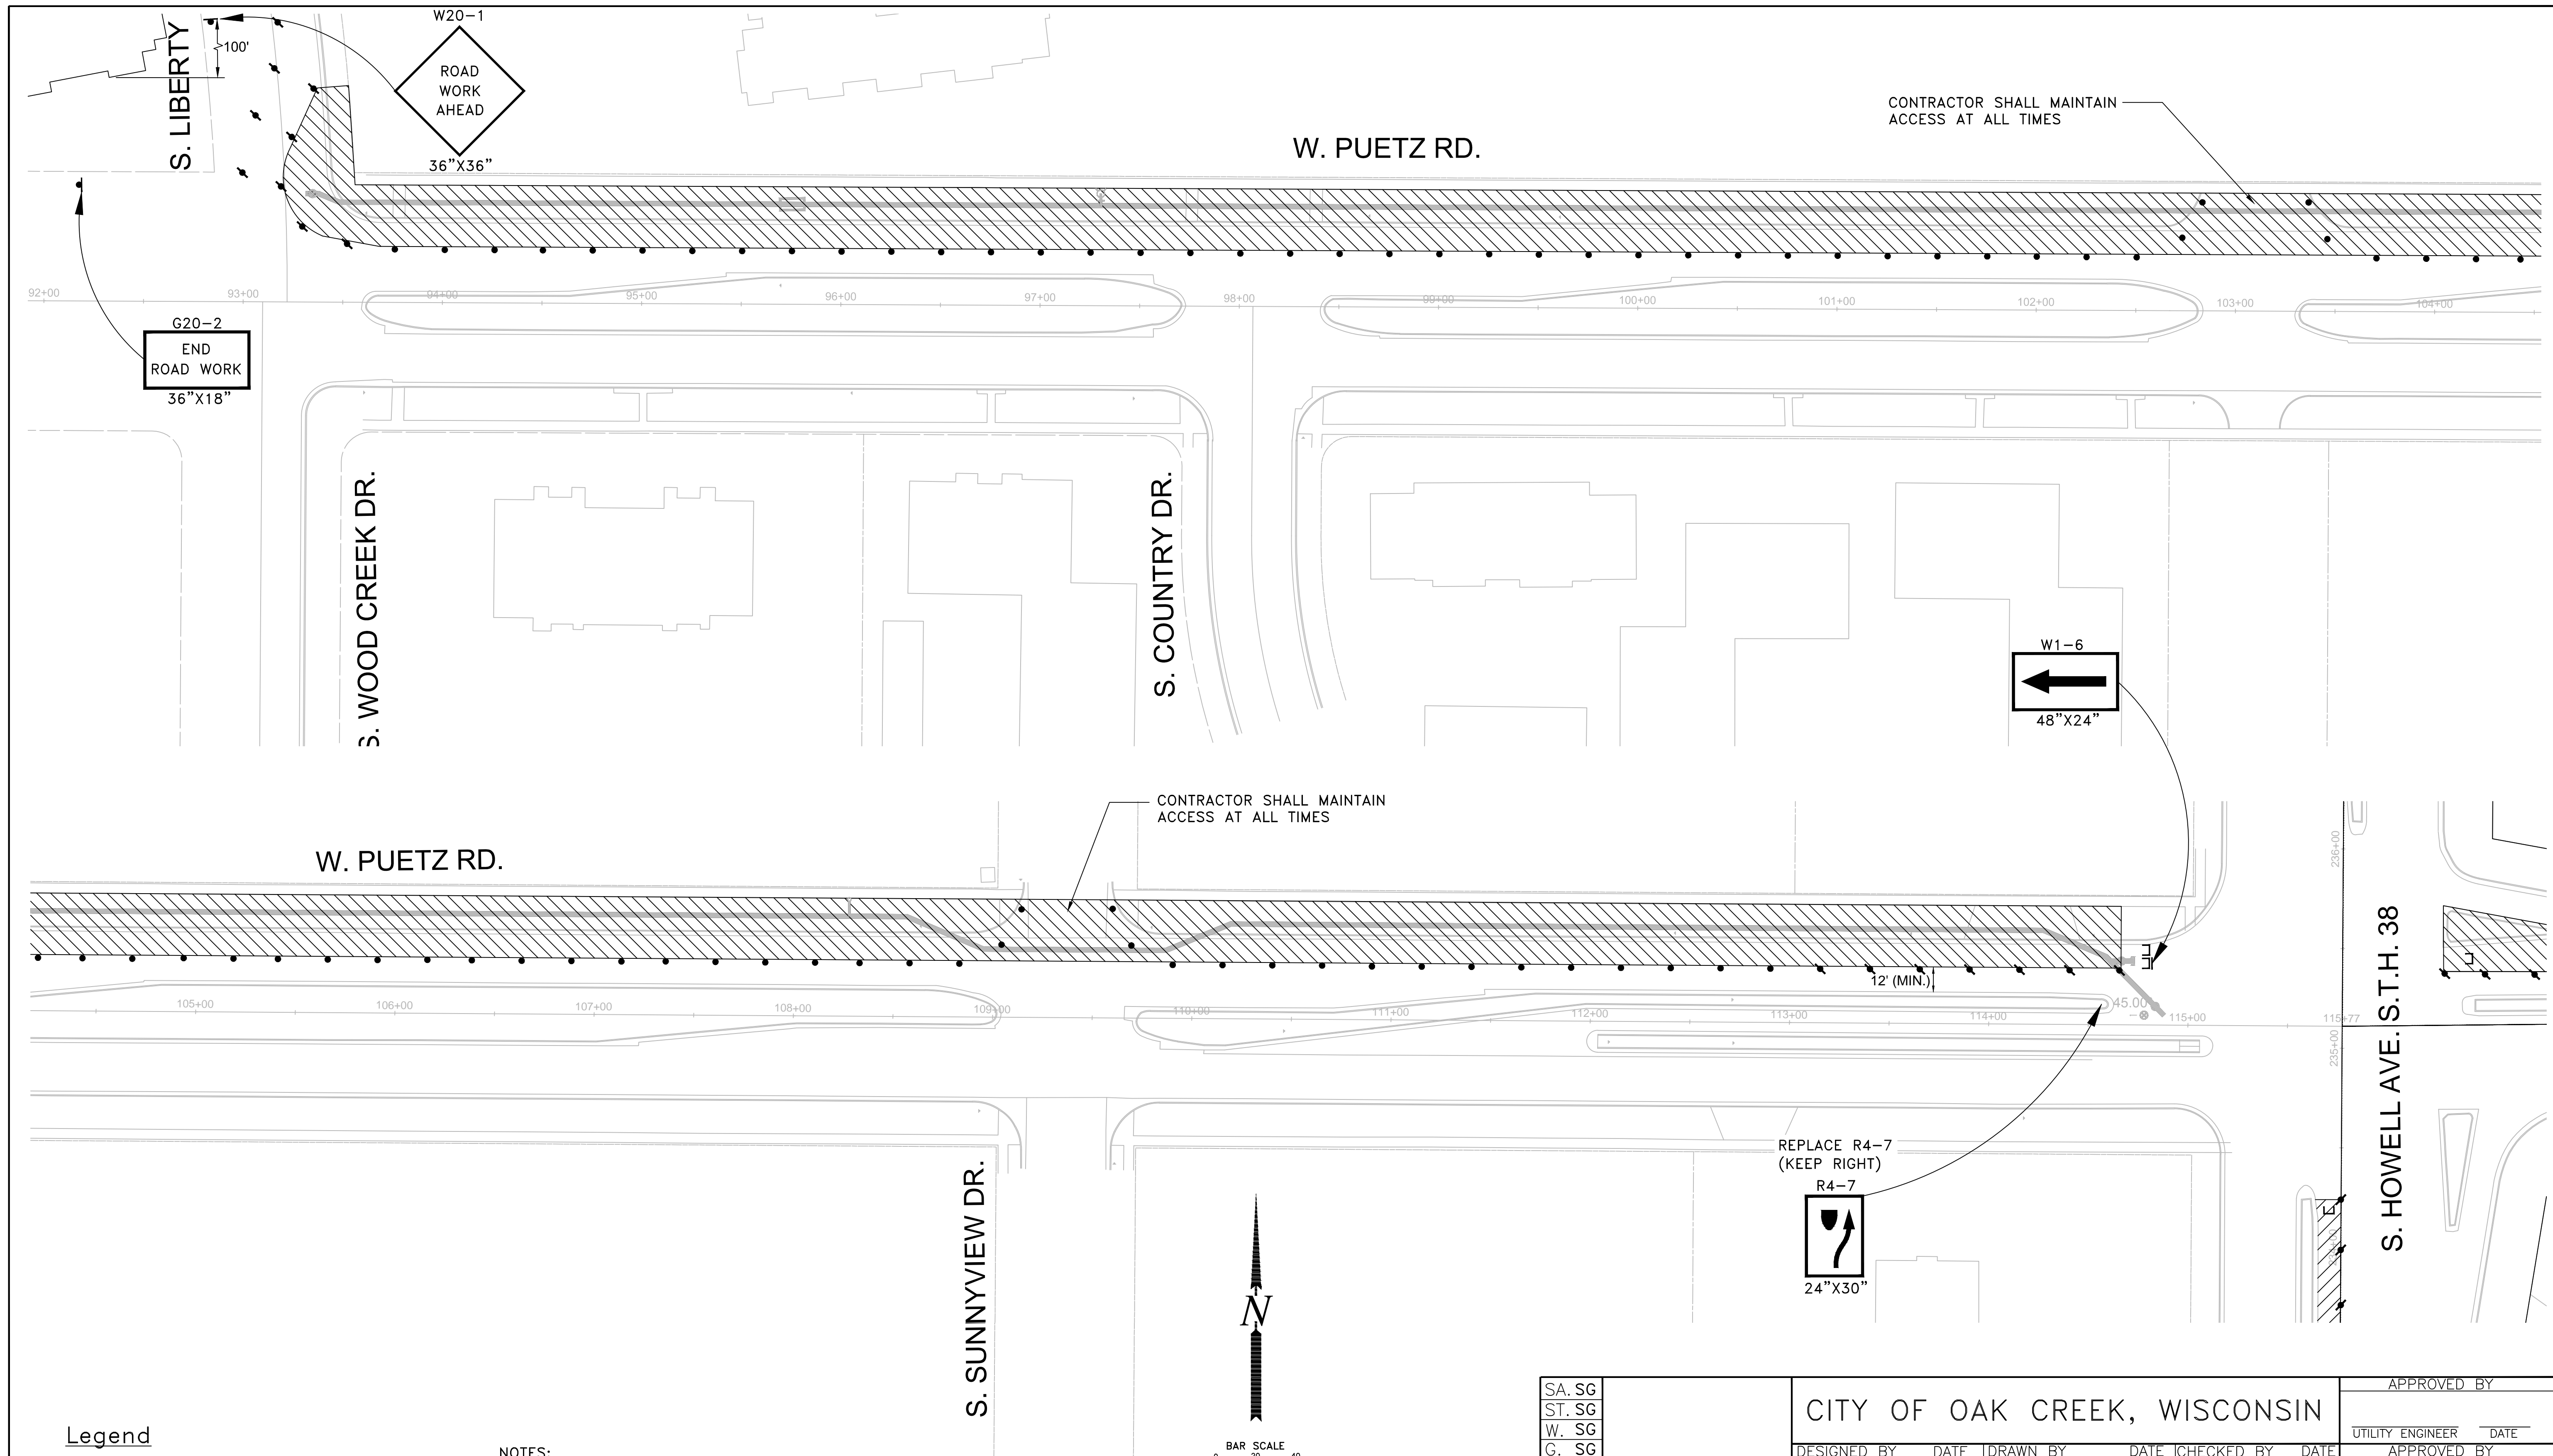 W20-1
ROAD
WORK
AHEAD
36"X36"
100'
S. LIBERTY
W. PUETZ RD.
CONTRACTOR SHALL MAINTAIN
ACCESS AT ALL TIMES
92+00
93+00
94+00
95+00
96+00
97+00
98+00
99+00
100+00
101+00
102+00
103+00
104+00
G20-2
END
ROAD WORK
36"X18"
S. WOOD CREEK DR.
S. COUNTRY DR.
W1-6
48"X24"
CONTRACTOR SHALL MAINTAIN
ACCESS AT ALL TIMES
W. PUETZ RD.
236+00
12' (MIN.)
45.00
105+00
106+00
107+00
108+00
109+00
110+00
111+00
112+00
113+00
114+00
115+00
115+77
235+00
S. HOWELL AVE. S.T.H. 38
REPLACE R4-7
(KEEP RIGHT)
R4-7
24"X30"
S. SUNNYVIEW DR.
N
Legend
NOTES:
BAR SCALE
SA. SG
ST. SG
W. SG
G. SG
CITY OF OAK CREEK, WISCONSIN
APPROVED BY
UTILITY ENGINEER DATE
DESIGNED BY DATE DRAWN BY DATE CHECKED BY DATE APPROVED BY